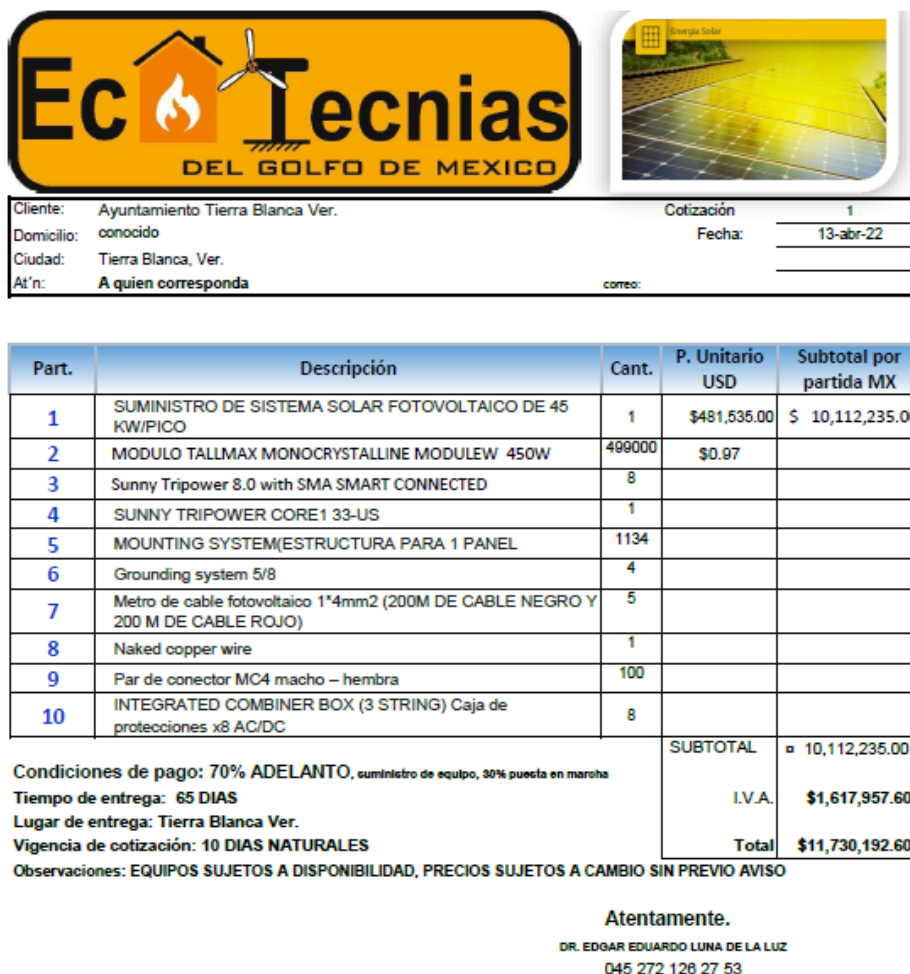 Ec Tecnias
DEL GOLFO DE MEXICO
Energía Solar
Cliente: Ayuntamiento Tierra Blanca Ver. Cotización 1
Domicilio: conocido Fecha: 13-abr-22
Ciudad: Tierra Blanca, Ver.
At'n: A quien corresponda correo:
Part. Descripción Cant. P. Unitario USD Subtotal por partida MX
1 SUMINISTRO DE SISTEMA SOLAR FOTOVOLTAICO DE 45 KW/PICO 1 $481,535.00 $ 10,112,235.00
2 MODULO TALLMAX MONOCRYSTALLINE MODULEW 450W 499000 $0.97
3 Sunny Tripower 8.0 with SMA SMART CONNECTED 8
4 SUNNY TRIPOWER CORE1 33-US 1
5 MOUNTING SYSTEM(ESTRUCTURA PARA 1 PANEL 1134
6 Grounding system 5/8 4
7 Metro de cable fotovoltaico 1*4mm2 (200M DE CABLE NEGRO Y 200 M DE CABLE ROJO) 5
8 Naked copper wire 1
9 Par de conector MC4 macho – hembra 100
10 INTEGRATED COMBINER BOX (3 STRING) Caja de protecciones x8 AC/DC 8
SUBTOTAL ¤ 10,112,235.00
Condiciones de pago: 70% ADELANTO, suministro de equipo, 30% puesta en marcha
Tiempo de entrega: 65 DIAS I.V.A. $1,617,957.60
Lugar de entrega: Tierra Blanca Ver.
Vigencia de cotización: 10 DIAS NATURALES Total $11,730,192.60
Observaciones: EQUIPOS SUJETOS A DISPONIBILIDAD, PRECIOS SUJETOS A CAMBIO SIN PREVIO AVISO
Atentamente.
DR. EDGAR EDUARDO LUNA DE LA LUZ
045 272 126 27 53